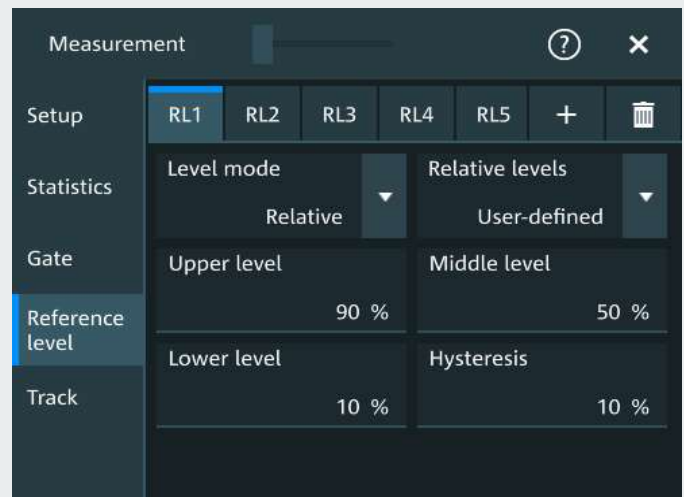 Measurement
?
Setup
RL1 RL2 RL3 RL4 RL5 +
Level mode
Relative
Relative levels
User-defined
Statistics
Gate
Upper level
90 %
Middle level
50 %
Reference
level
Lower level
10 %
Hysteresis
10 %
Track